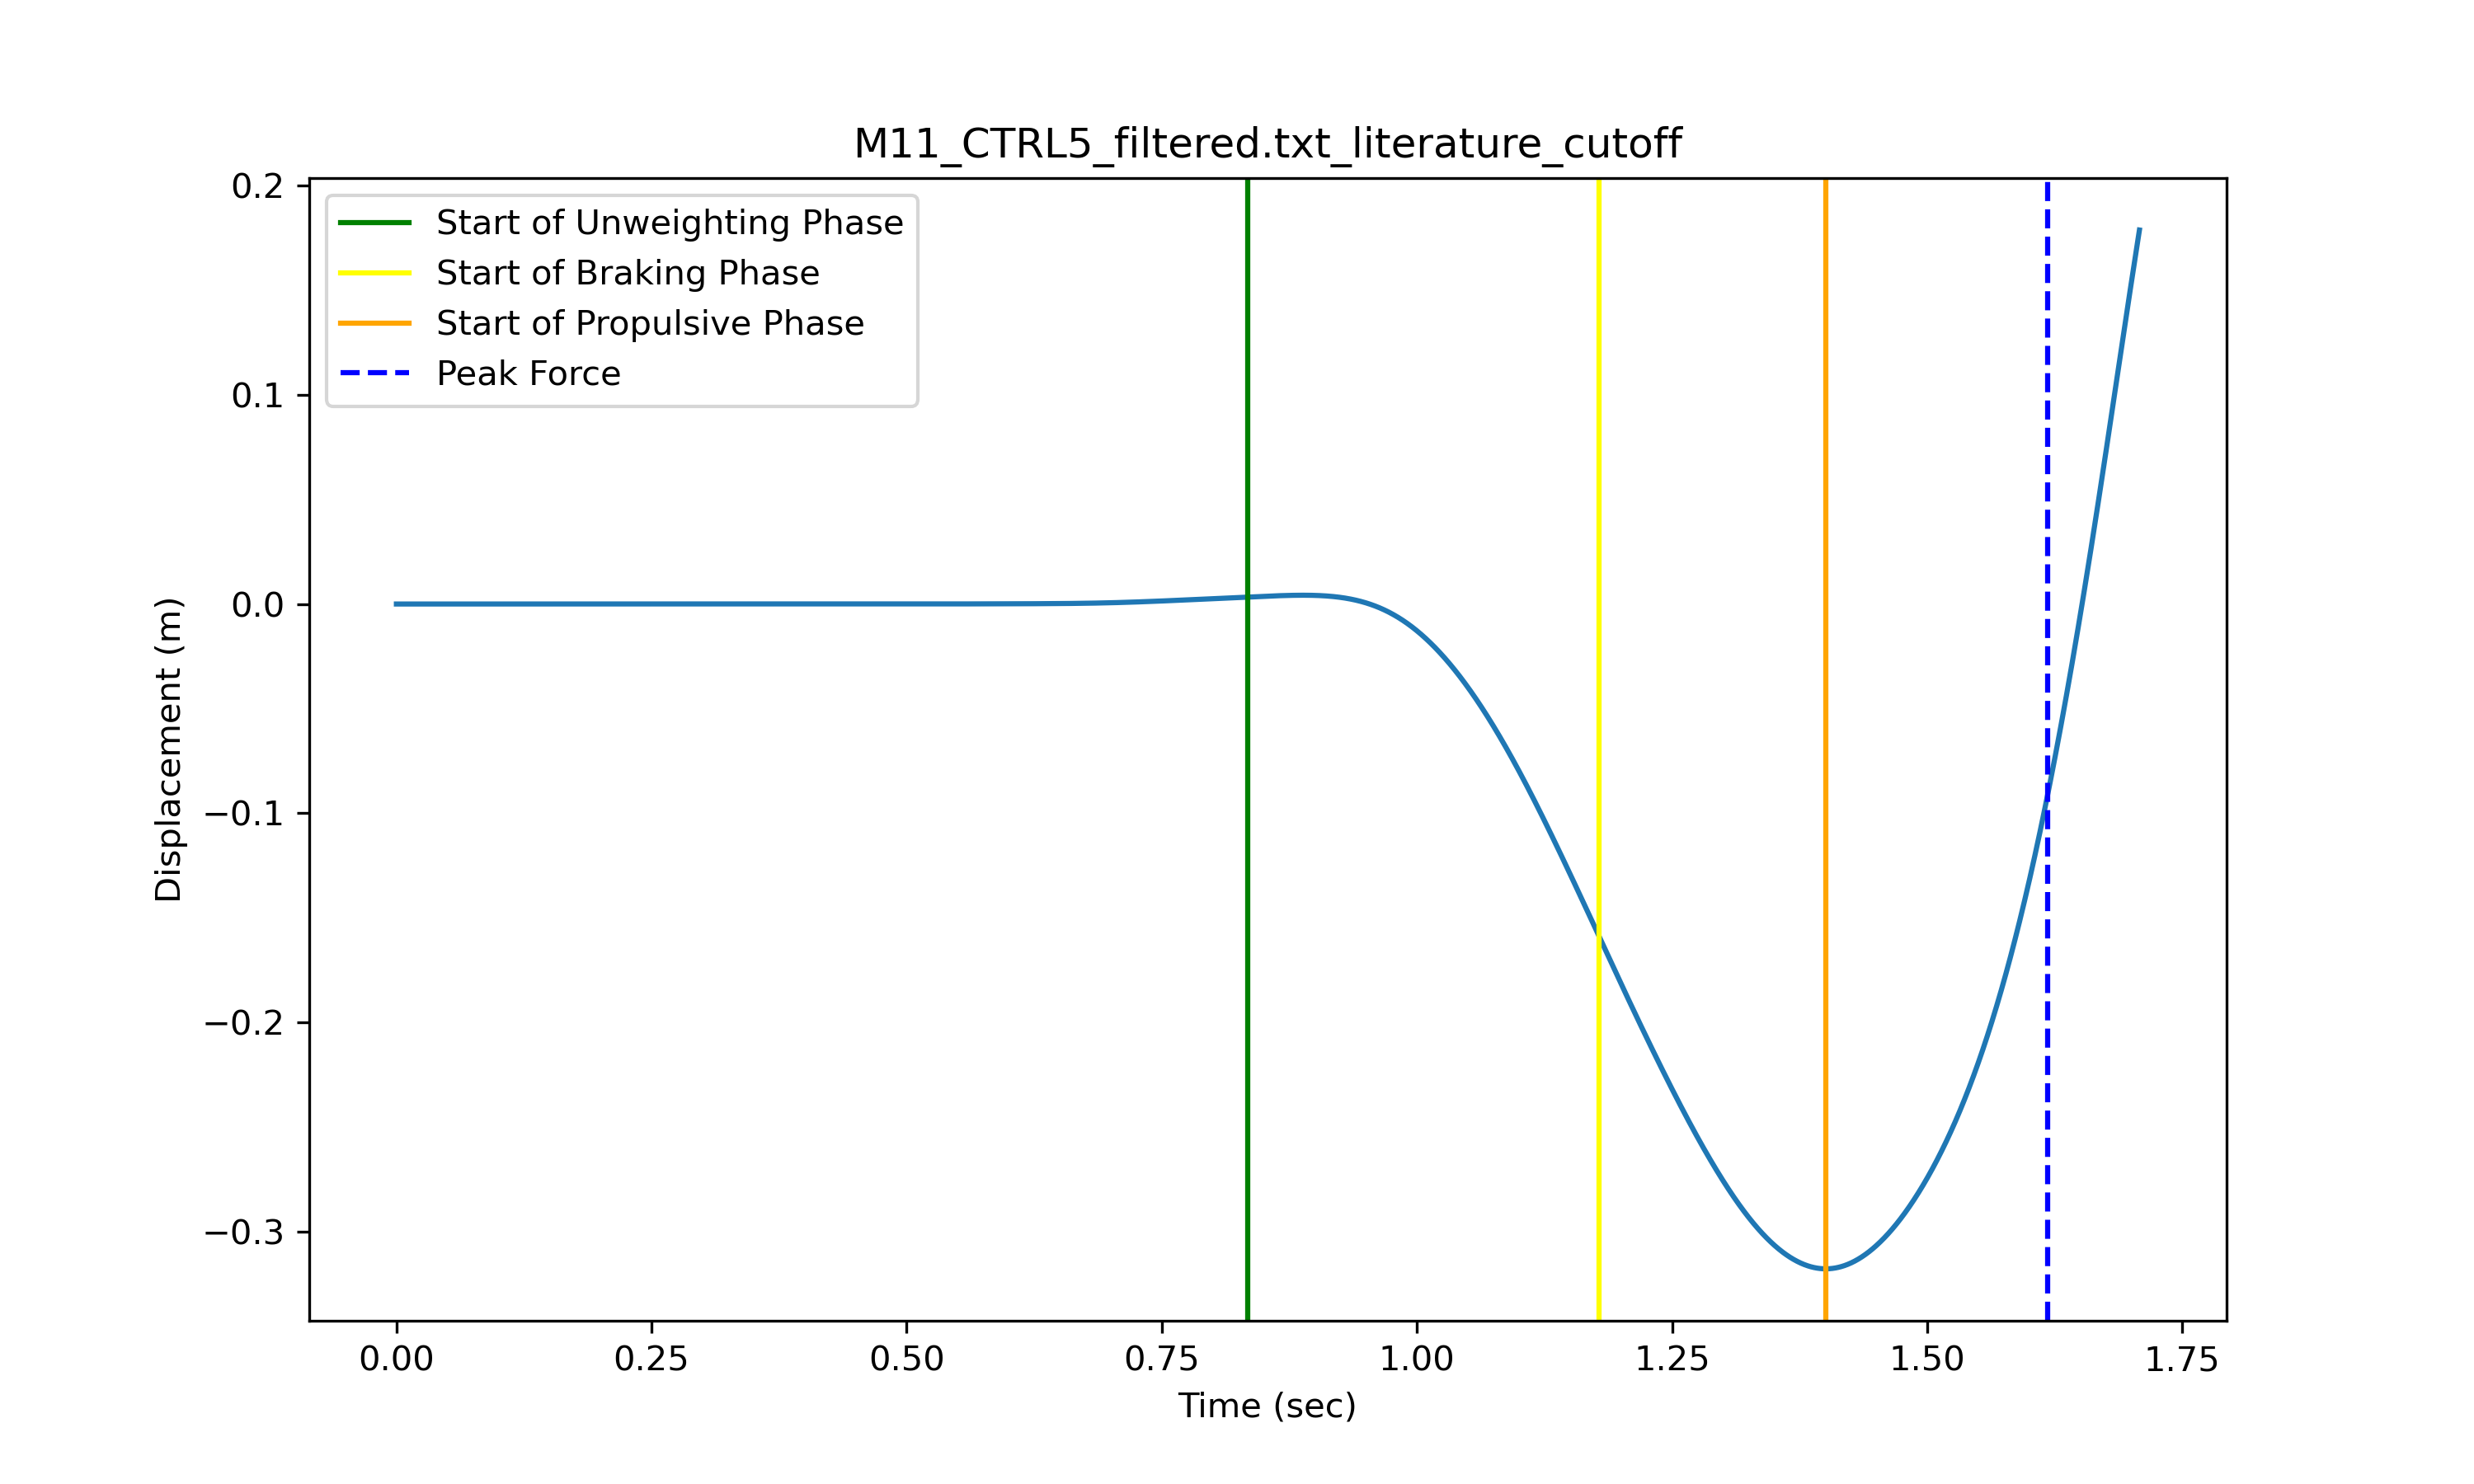 M11_CTRL5_filtered.txt_literature_cutoff
Start of Unweighting Phase
Start of Braking Phase
Start of Propulsive Phase
Peak Force
Displacement (m)
0.2
0.1
0.0
−0.1
−0.2
−0.3
0.00 0.25 0.50 0.75 1.00 1.25 1.50 1.75
Time (sec)